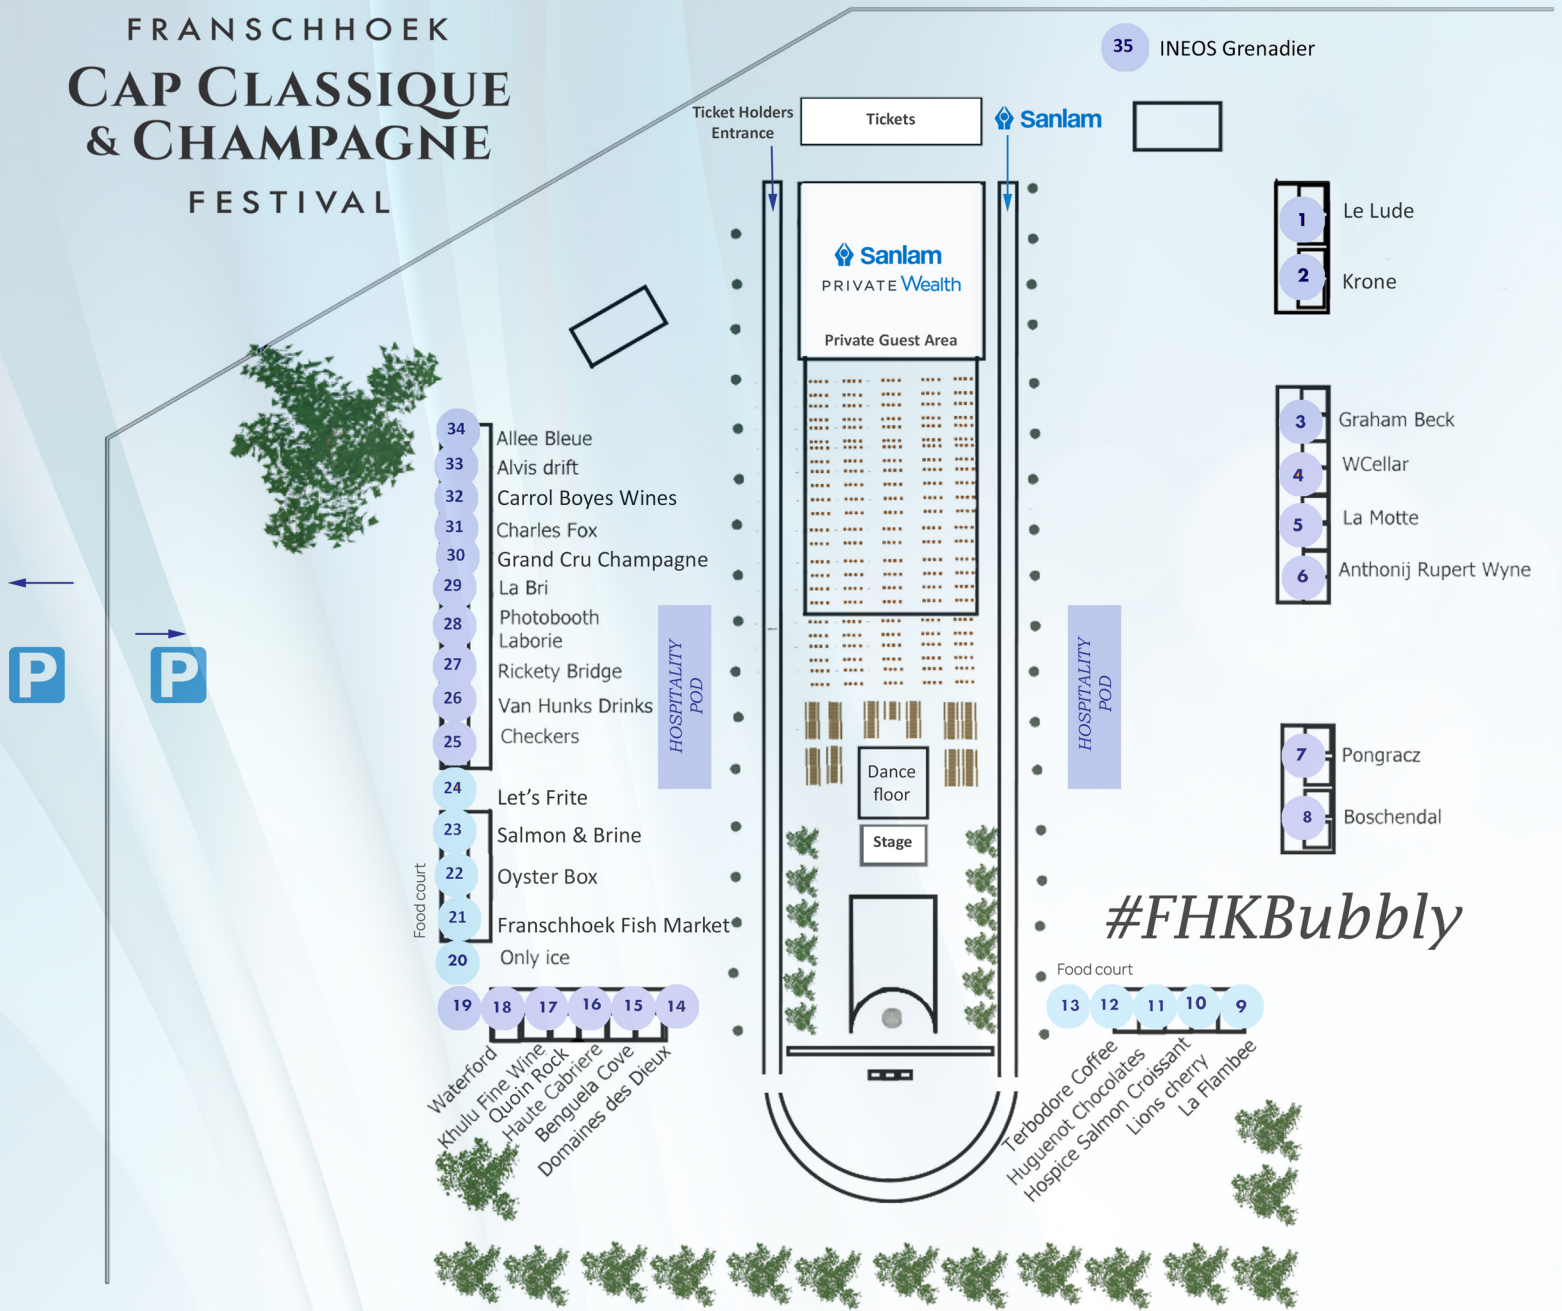 FRANSCHHOEK
CAP CLASSIQUE
& CHAMPAGNE
FESTIVAL
35 INEOS Grenadier
Ticket Holders
Entrance
Tickets
Sanlam
Sanlam
PRIVATE Wealth
Private Guest Area
1 Le Lude
2 Krone
3 Graham Beck
4 WCellar
5 La Motte
6 Anthonij Rupert Wyne
7 Pongracz
8 Boschendal
34 Allee Bleue
33 Alvis drift
32 Carrol Boyes Wines
31 Charles Fox
30 Grand Cru Champagne
29 La Bri
28 Photobooth
Laborie
27 Rickety Bridge
26 Van Hunks Drinks
25 Checkers
24 Let's Frite
23 Salmon & Brine
22 Oyster Box
21 Franschhoek Fish Market
20 Only ice
Food court
P
P
HOSPITALITY
POD
HOSPITALITY
POD
Dance
floor
Stage
#FHKBubbly
19 18 17 16 15 14
Waterford
Khulu Fine Wine
Quoin Rock
Haute Cabriere
Benguela Cove
Domaines des Dieux
Food court
13 12 11 10 9
Terbodore Coffee
Huguenot Chocolates
Hospice Salmon Croissant
Lions cherry
La Flambee